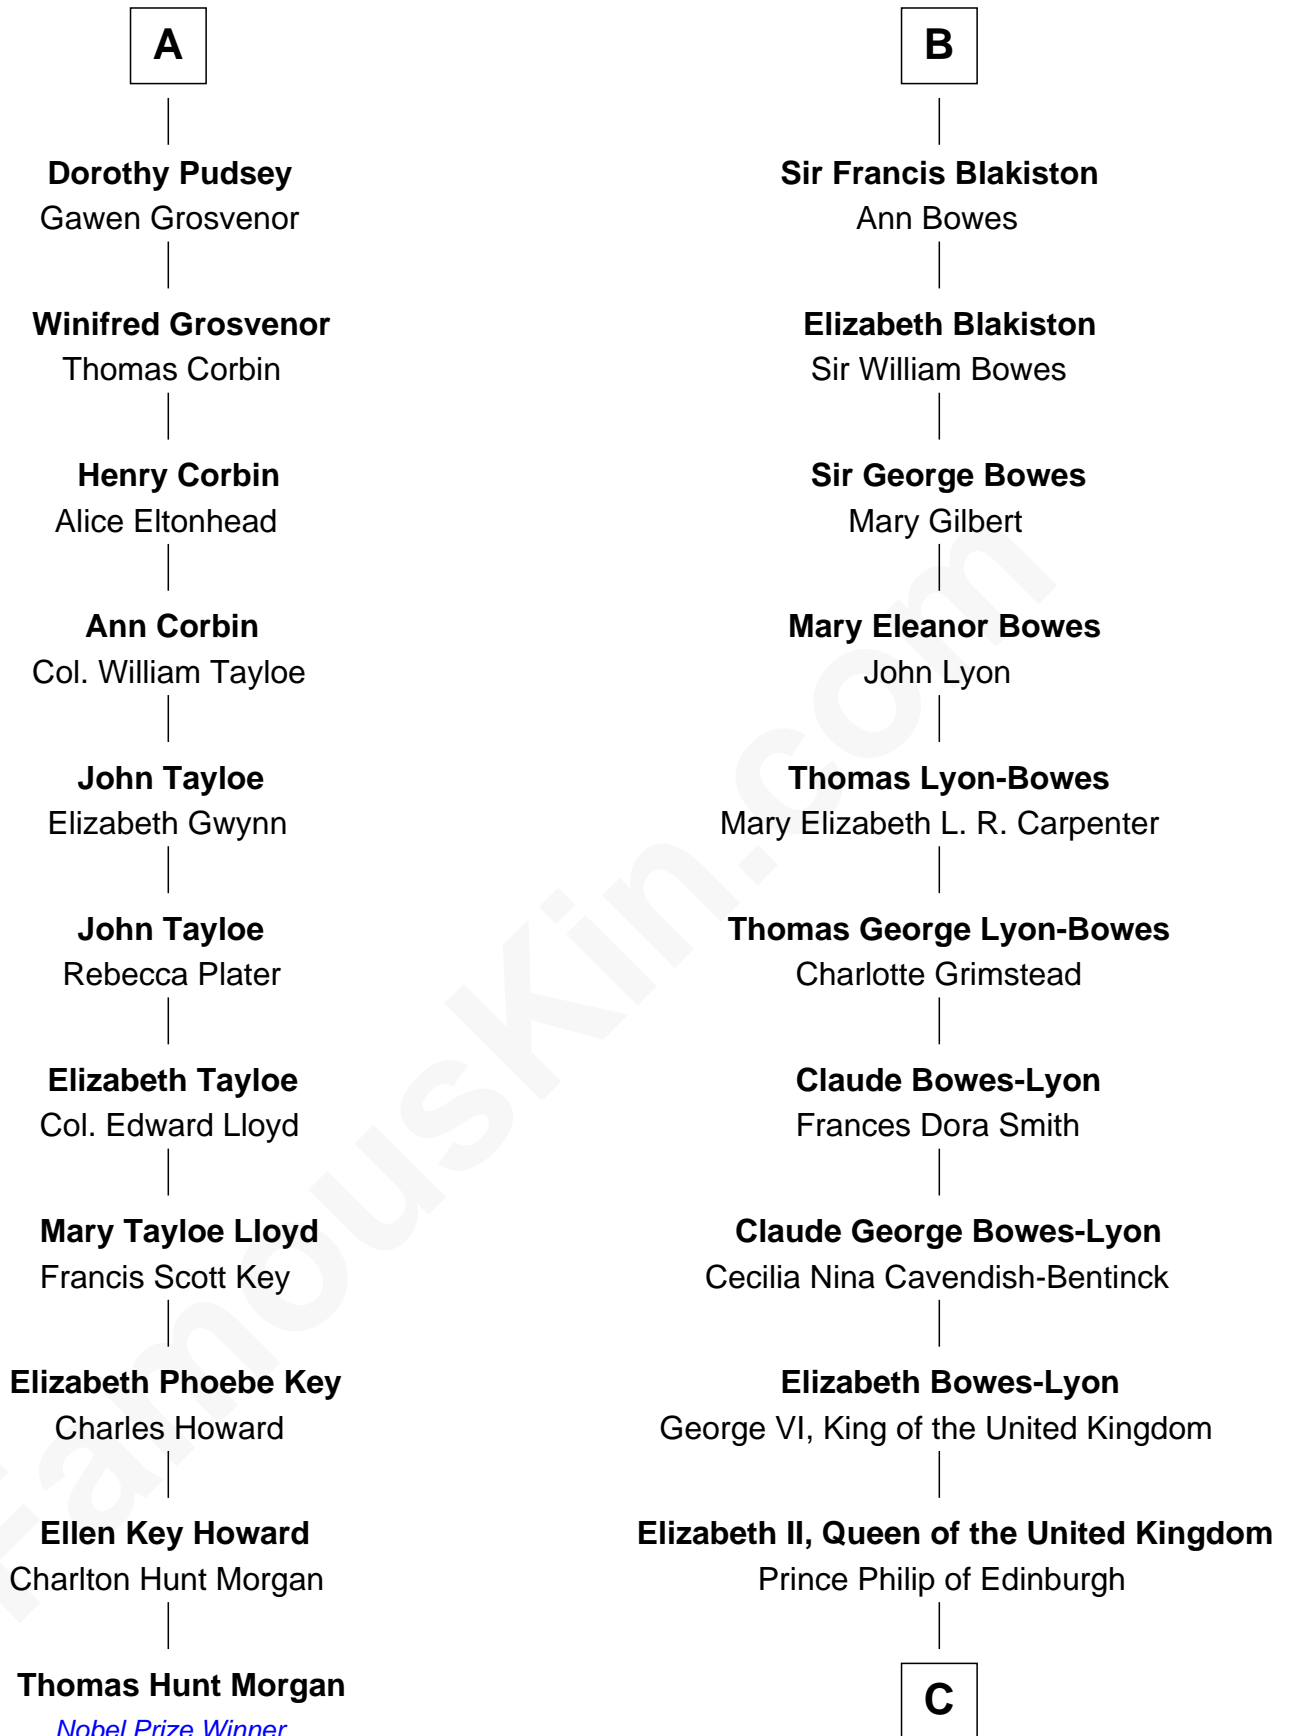 A
Dorothy Pudsey
Gawen Grosvenor
Winifred Grosvenor
Thomas Corbin
Henry Corbin
Alice Eltonhead
Ann Corbin
Col. William Tayloe
John Tayloe
Elizabeth Gwynn
John Tayloe
Rebecca Plater
Elizabeth Tayloe
Col. Edward Lloyd
Mary Tayloe Lloyd
Francis Scott Key
Elizabeth Phoebe Key
Charles Howard
Ellen Key Howard
Charlton Hunt Morgan
Thomas Hunt Morgan
Nobel Prize Winner
B
Sir Francis Blakiston
Ann Bowes
Elizabeth Blakiston
Sir William Bowes
Sir George Bowes
Mary Gilbert
Mary Eleanor Bowes
John Lyon
Thomas Lyon-Bowes
Mary Elizabeth L. R. Carpenter
Thomas George Lyon-Bowes
Charlotte Grimstead
Claude Bowes-Lyon
Frances Dora Smith
Claude George Bowes-Lyon
Cecilia Nina Cavendish-Bentinck
Elizabeth Bowes-Lyon
George VI, King of the United Kingdom
Elizabeth II, Queen of the United Kingdom
Prince Philip of Edinburgh
C
FamousKin.com